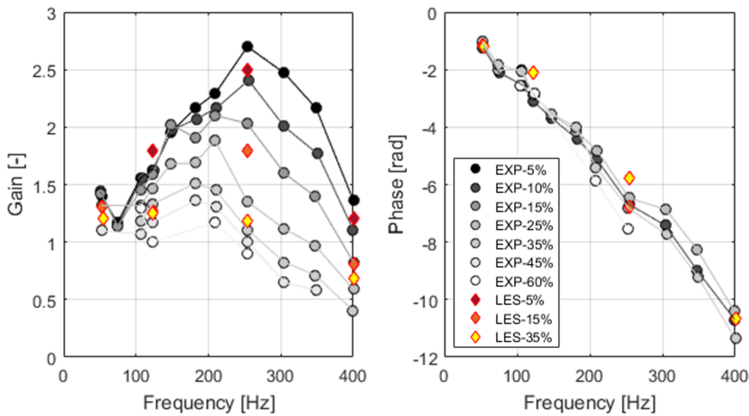 3
2.5
2
1.5
1
0.5
0
Gain [-]
0 100 200 300 400
Frequency [Hz]
0
-2
-4
-6
-8
-10
-12
Phase [rad]
EXP-5%
EXP-10%
EXP-15%
EXP-25%
EXP-35%
EXP-45%
EXP-60%
LES-5%
LES-15%
LES-35%
0 100 200 300 400
Frequency [Hz]